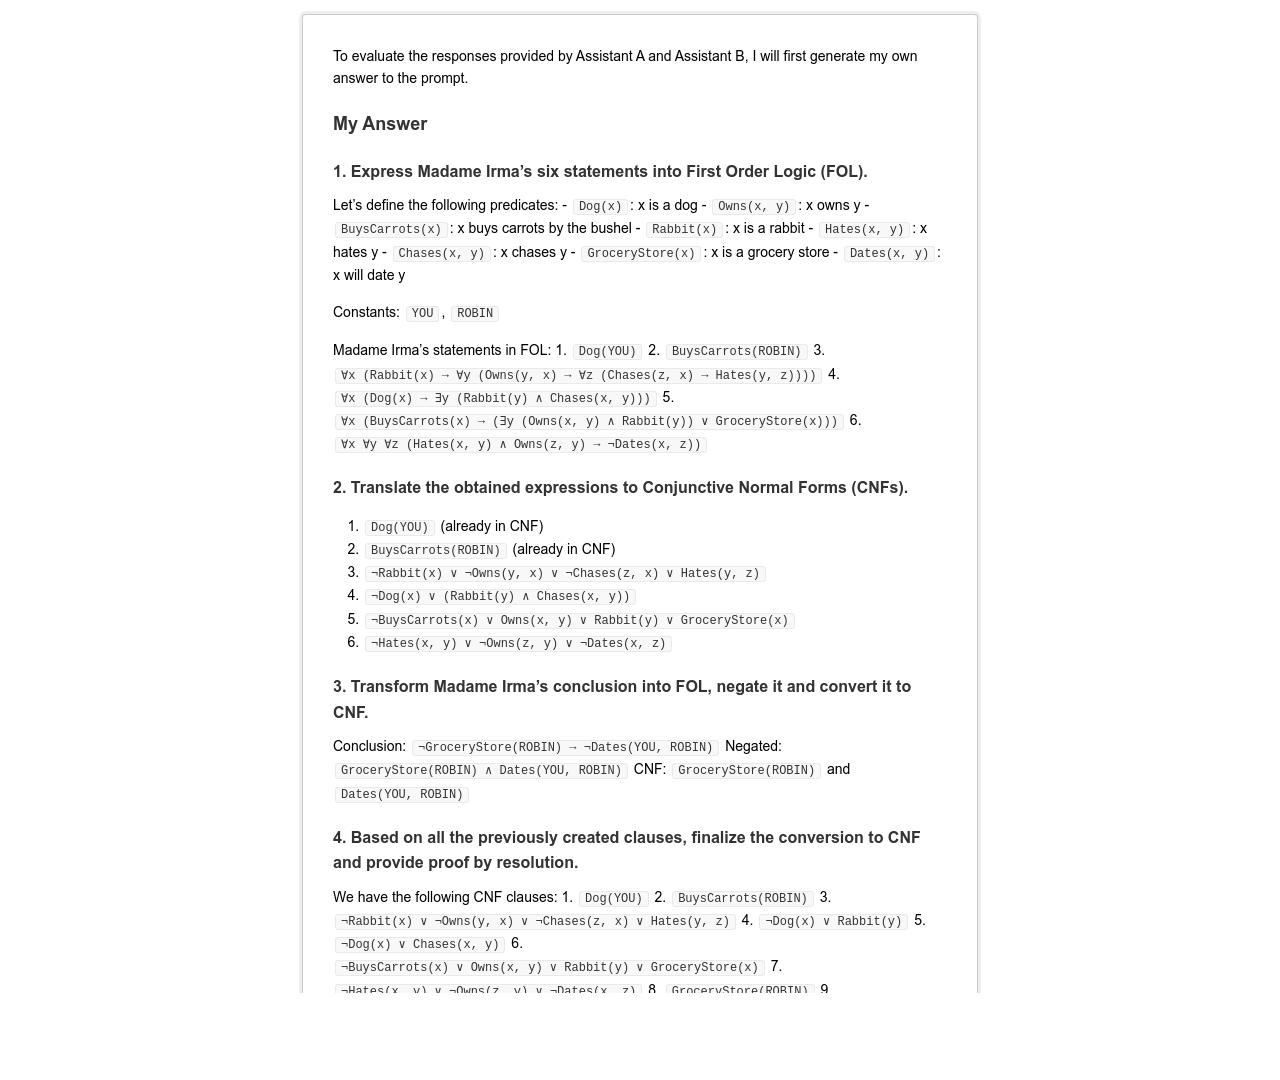 To evaluate the responses provided by Assistant A and Assistant B, I will first generate my own
answer to the prompt.
My Answer
1. Express Madame Irma’s six statements into First Order Logic (FOL).
Let’s define the following predicates: - Dog(x) : x is a dog - Owns(x, y) : x owns y -
BuysCarrots(x) : x buys carrots by the bushel - Rabbit(x) : x is a rabbit - Hates(x, y) : x
hates y - Chases(x, y) : x chases y - GroceryStore(x) : x is a grocery store - Dates(x, y) :
x will date y
Constants: YOU , ROBIN
Madame Irma’s statements in FOL: 1. Dog(YOU) 2. BuysCarrots(ROBIN) 3.
∀x (Rabbit(x) → ∀y (Owns(y, x) → ∀z (Chases(z, x) → Hates(y, z)))) 4.
∀x (Dog(x) → ∃y (Rabbit(y) ∧ Chases(x, y))) 5.
∀x (BuysCarrots(x) → (∃y (Owns(x, y) ∧ Rabbit(y)) ∨ GroceryStore(x))) 6.
∀x ∀y ∀z (Hates(x, y) ∧ Owns(z, y) → ¬Dates(x, z))
2. Translate the obtained expressions to Conjunctive Normal Forms (CNFs).
1. Dog(YOU) (already in CNF)
2. BuysCarrots(ROBIN) (already in CNF)
3. ¬Rabbit(x) ∨ ¬Owns(y, x) ∨ ¬Chases(z, x) ∨ Hates(y, z)
4. ¬Dog(x) ∨ (Rabbit(y) ∧ Chases(x, y))
5. ¬BuysCarrots(x) ∨ Owns(x, y) ∨ Rabbit(y) ∨ GroceryStore(x)
6. ¬Hates(x, y) ∨ ¬Owns(z, y) ∨ ¬Dates(x, z)
3. Transform Madame Irma’s conclusion into FOL, negate it and convert it to
CNF.
Conclusion: ¬GroceryStore(ROBIN) → ¬Dates(YOU, ROBIN) Negated:
GroceryStore(ROBIN) ∧ Dates(YOU, ROBIN) CNF: GroceryStore(ROBIN) and
Dates(YOU, ROBIN)
4. Based on all the previously created clauses, finalize the conversion to CNF
and provide proof by resolution.
We have the following CNF clauses: 1. Dog(YOU) 2. BuysCarrots(ROBIN) 3.
¬Rabbit(x) ∨ ¬Owns(y, x) ∨ ¬Chases(z, x) ∨ Hates(y, z) 4. ¬Dog(x) ∨ Rabbit(y) 5.
¬Dog(x) ∨ Chases(x, y) 6.
¬BuysCarrots(x) ∨ Owns(x, y) ∨ Rabbit(y) ∨ GroceryStore(x) 7.
¬Hates(x, y) ∨ ¬Owns(z, y) ∨ ¬Dates(x, z) 8. GroceryStore(ROBIN) 9.